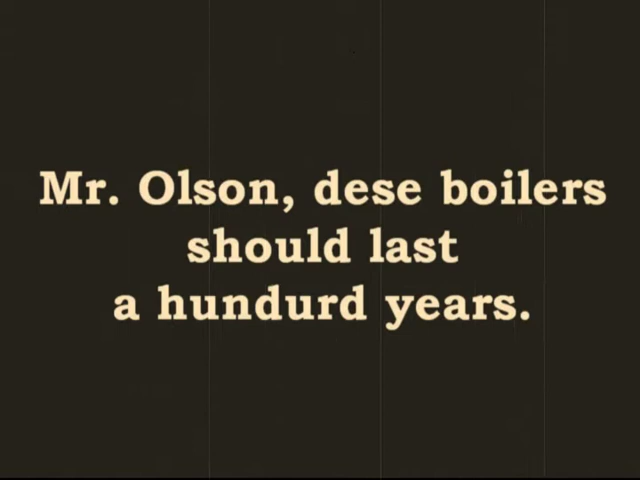 Mr. Olson, dese boilers
should last
a hundurd years.